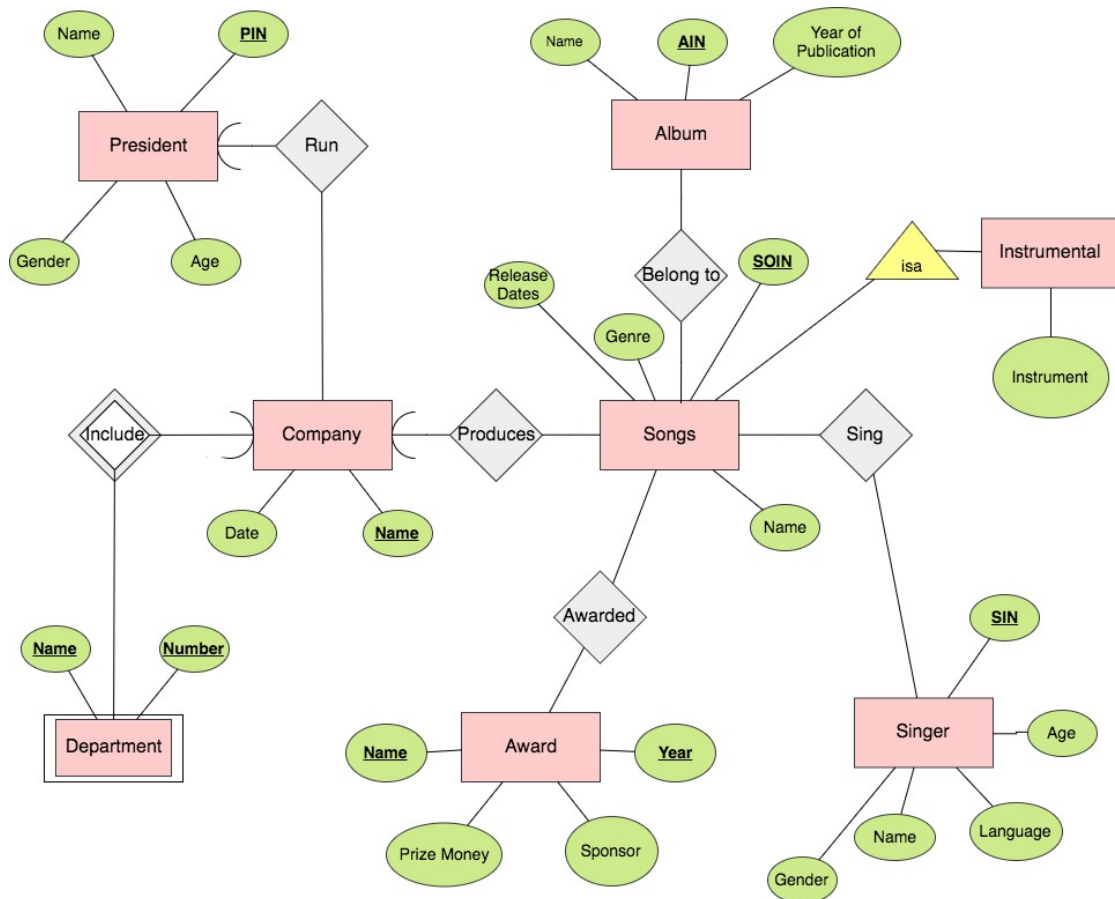 Name
PIN
Name
AIN
Year of
Publication
President
Run
Album
Gender
Age
Release
Dates
Belong to
SOIN
isa
Instrumental
Genre
Instrument
Include
Company
Produces
Songs
Sing
Date
Name
Name
Awarded
Name
Number
SIN
Department
Name
Award
Year
Singer
Age
Prize Money
Sponsor
Name
Language
Gender